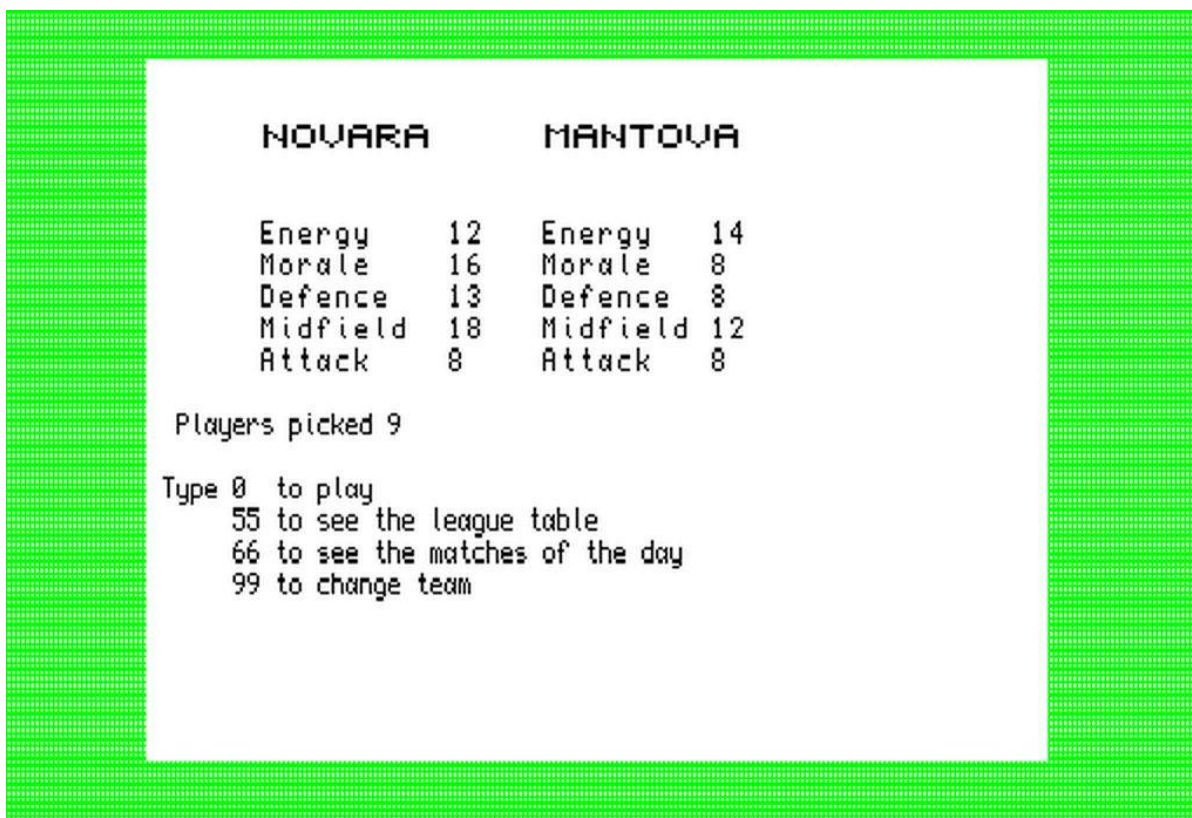 NOVARA MANTOVA
Energy 12 Energy 14
Morale 16 Morale 8
Defence 13 Defence 8
Midfield 18 Midfield 12
Attack 8 Attack 8
Players picked 9
Type 0 to play
55 to see the league table
66 to see the matches of the day
99 to change team